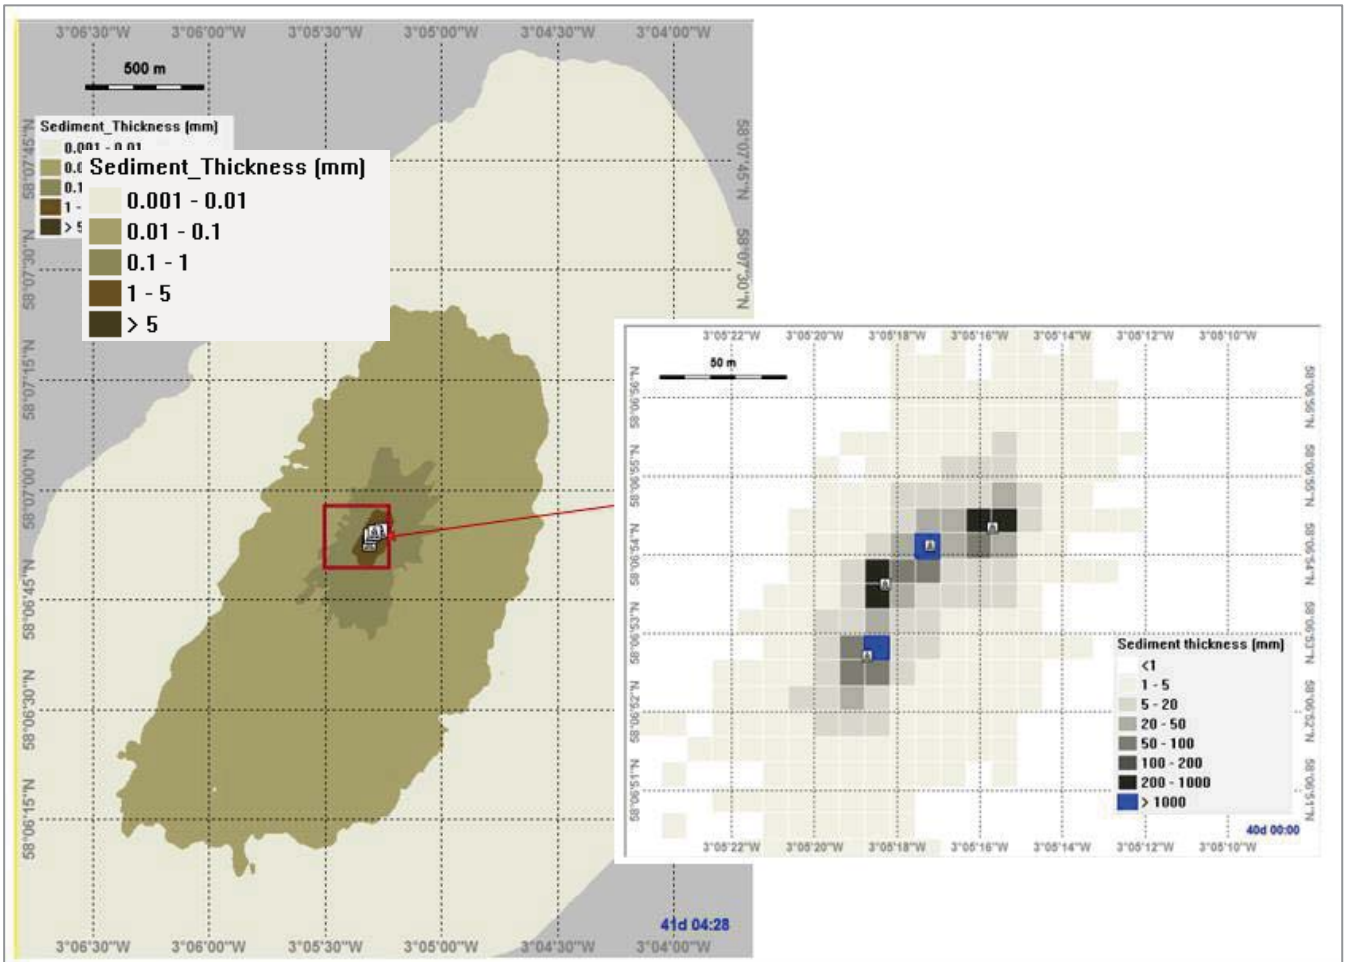 3°06'30"W 3°06'00"W 3°05'30"W 3°05'00"W 3°04'30"W 3°04'00"W
500 m
Sediment_Thickness (mm)
0.001 - 0.01
1 -
Sediment_Thickness (mm)
0.001 - 0.01
0.01 - 0.1
0.1 - 1
1 - 5
> 5
58°07'45"N
58°07'30"N
58°07'15"N
58°07'00"N
58°06'45"N
58°06'30"N
58°06'15"N
58°07'45"N
58°07'30"N
41d 04:28
3°06'30"W 3°06'00"W 3°05'30"W 3°05'00"W 3°04'30"W 3°04'00"W
3°05'22"W 3°05'20"W 3°05'18"W 3°05'16"W 3°05'14"W 3°05'12"W 3°05'10"W
50 m
58°06'56"N
58°06'55"N
58°06'54"N
58°06'53"N
58°06'52"N
58°06'51"N
58°06'56"N
58°06'55"N
58°06'54"N
58°06'53"N
58°06'52"N
58°06'51"N
Sediment thickness (mm)
<1
1 - 5
5 - 20
20 - 50
50 - 100
100 - 200
200 - 1000
> 1000
40d 00:00
3°05'22"W 3°05'20"W 3°05'18"W 3°05'16"W 3°05'14"W 3°05'12"W 3°05'10"W